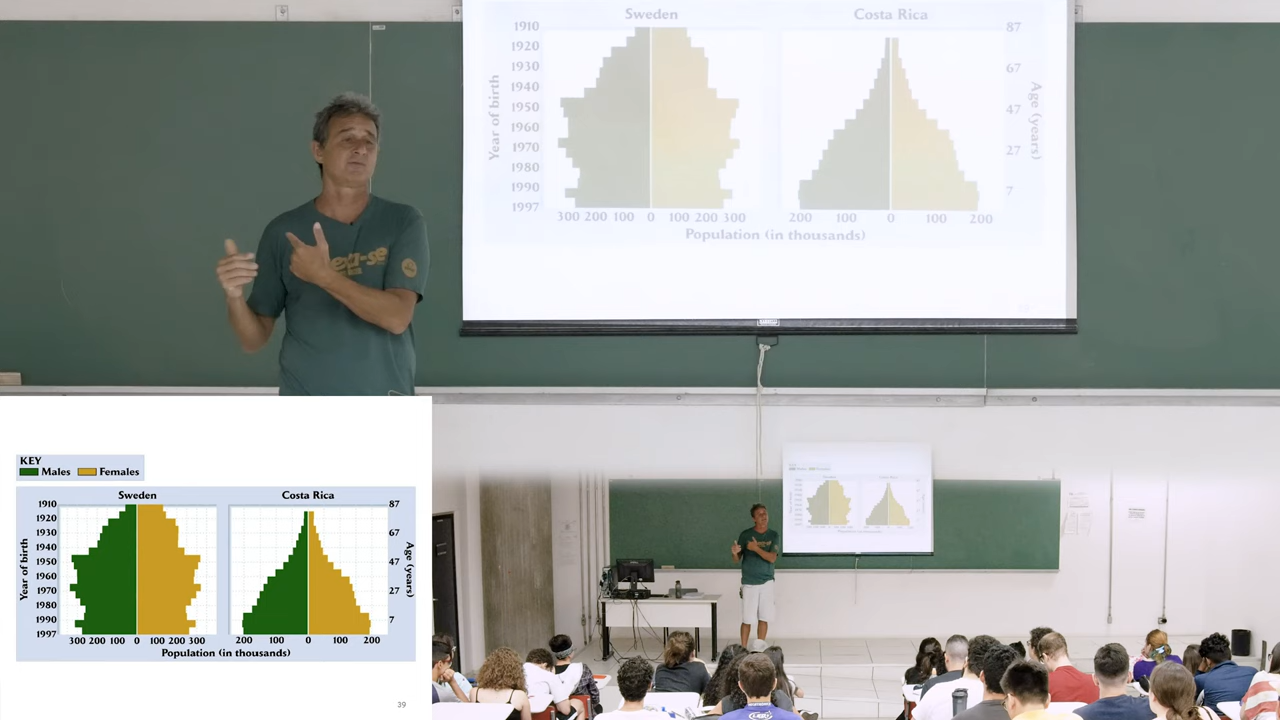 Sweden
Costa Rica
1910
1920
1930
1940
1950
1960
1970
1980
1990
1997
Year of birth
87
67
47
27
7
Age (years)
300 200 100 0 100 200 300
200 100 0 100 200
Population (in thousands)
KEY
Males Females
Sweden
Costa Rica
1910
1920
1930
1940
1950
1960
1970
1980
1990
1997
Year of birth
87
67
47
27
7
Age (years)
300 200 100 0 100 200 300
200 100 0 100 200
Population (in thousands)
39